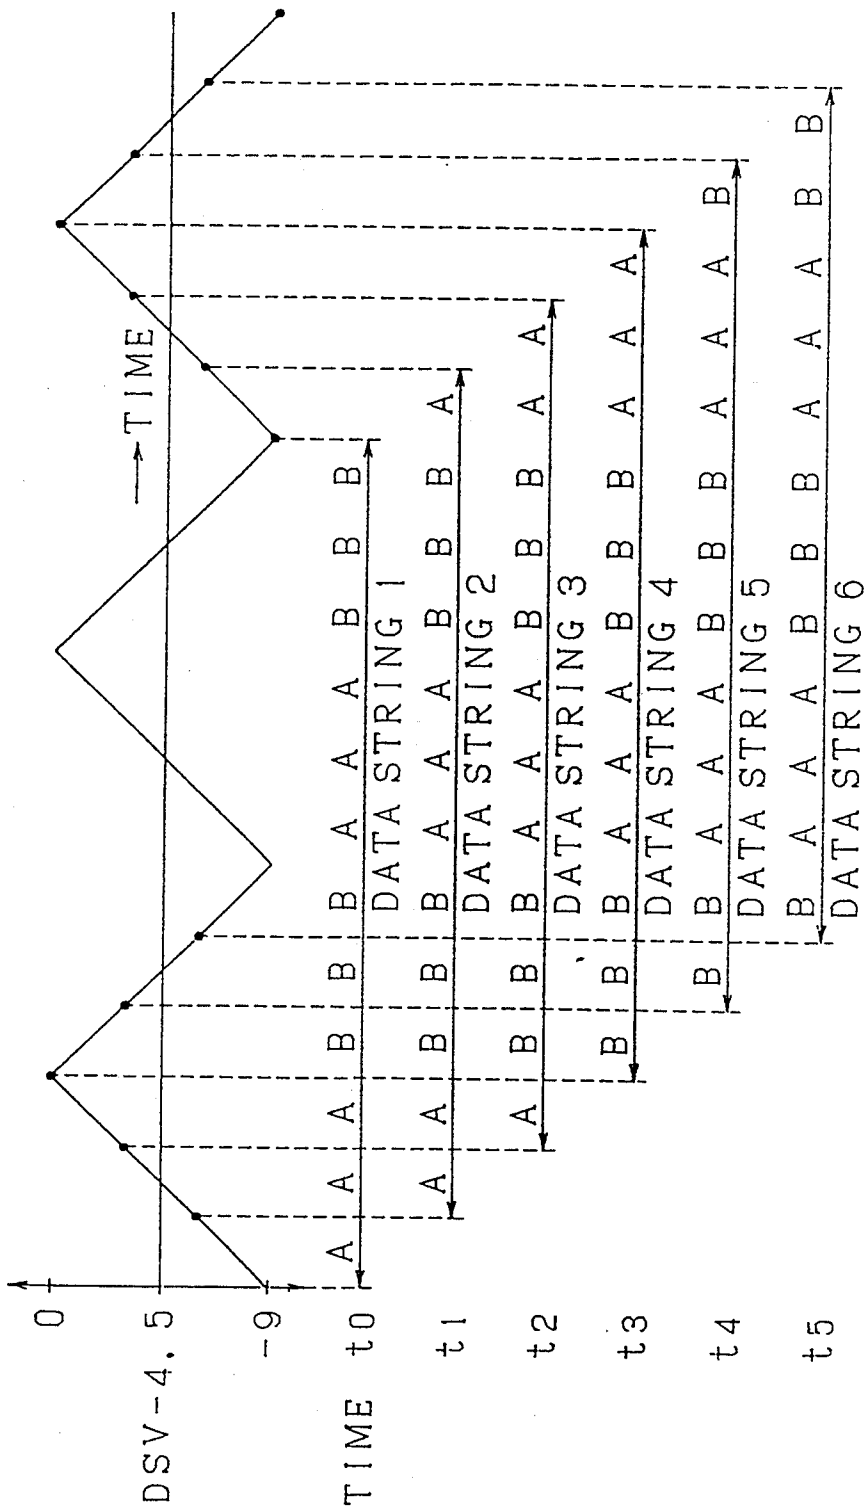 0
→TIME
DSV-4.5
-9
TIME t0 A A A B B B A A A B B B
DATA STRING 1
t1 A A B B B A A A B B B A
DATA STRING 2
t2 A B B B A A A B B B A A
DATA STRING 3
t3 B B B A A A B B B A A A
DATA STRING 4
t4 B B A A A B B B A A A B
DATA STRING 5
t5 B A A A B B B A A A B B
DATA STRING 6